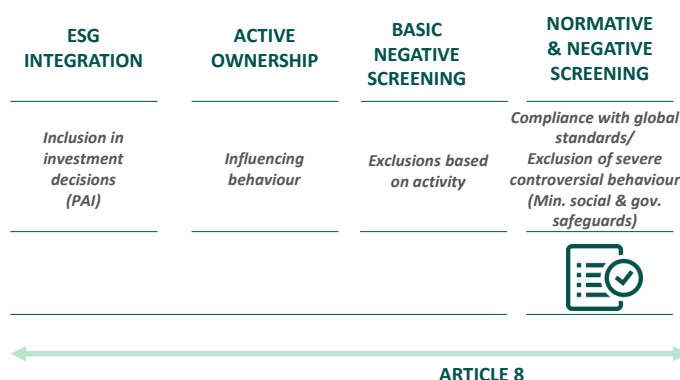 ESG
INTEGRATION
ACTIVE
OWNERSHIP
BASIC
NEGATIVE
SCREENING
NORMATIVE
& NEGATIVE
SCREENING
Inclusion in
investment
decisions
(PAI)
Influencing
behaviour
Exclusions based
on activity
Compliance with global
standards/
Exclusion of severe
controversial behaviour
(Min. social & gov.
safeguards)
ARTICLE 8